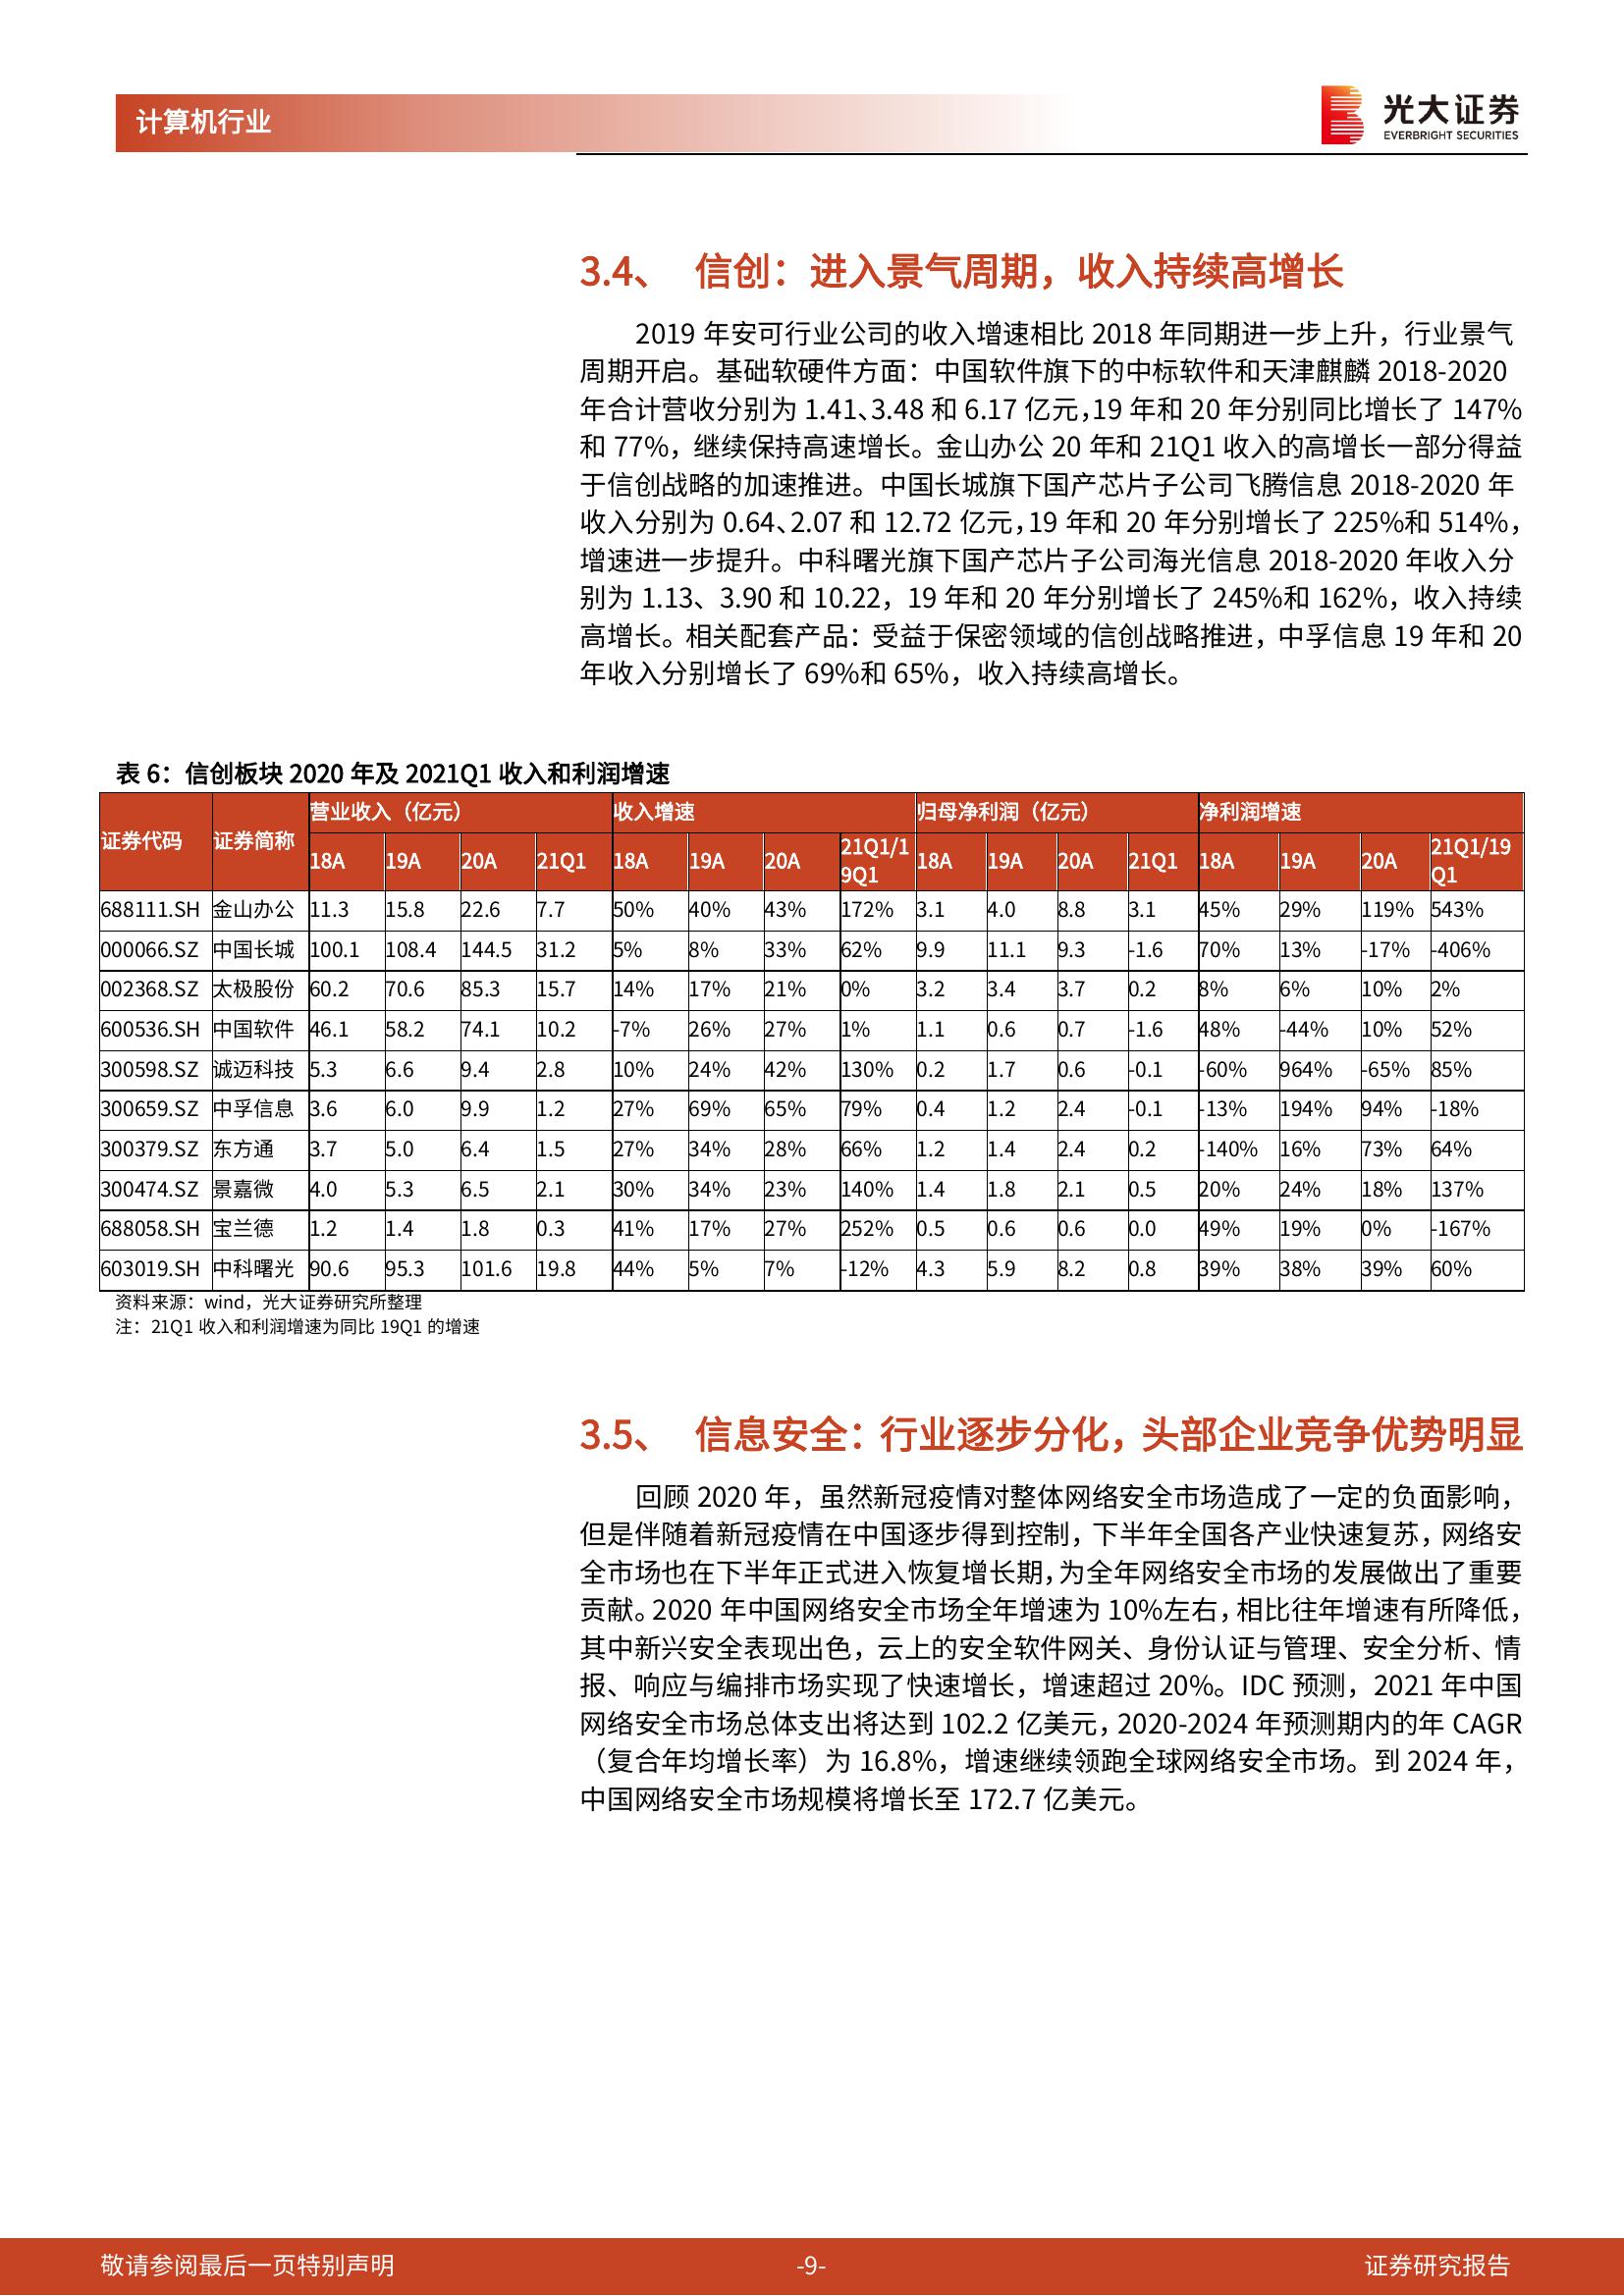 计算机行业
光大证券
EVERBRIGHT SECURITIES
3.4、 信创：进入景气周期，收入持续高增长
2019 年安可行业公司的收入增速相比 2018 年同期进一步上升，行业景气
周期开启。基础软硬件方面：中国软件旗下的中标软件和天津麒麟 2018-2020
年合计营收分别为 1.41、3.48 和 6.17 亿元，19 年和 20 年分别同比增长了 147%
和 77%，继续保持高速增长。金山办公 20 年和 21Q1 收入的高增长一部分得益
于信创战略的加速推进。中国长城旗下国产芯片子公司飞腾信息 2018-2020 年
收入分别为 0.64、2.07 和 12.72 亿元，19 年和 20 年分别增长了 225%和 514%，
增速进一步提升。中科曙光旗下国产芯片子公司海光信息 2018-2020 年收入分
别为 1.13、3.90 和 10.22，19 年和 20 年分别增长了 245%和 162%，收入持续
高增长。相关配套产品：受益于保密领域的信创战略推进，中孚信息 19 年和 20
年收入分别增长了 69%和 65%，收入持续高增长。
表 6：信创板块 2020 年及 2021Q1 收入和利润增速
证券代码 证券简称 营业收入（亿元） 收入增速 归母净利润（亿元） 净利润增速
18A 19A 20A 21Q1 18A 19A 20A 21Q1/19Q1 18A 19A 20A 21Q1 18A 19A 20A 21Q1/19Q1
688111.SH 金山办公 11.3 15.8 22.6 7.7 50% 40% 43% 172% 3.1 4.0 8.8 3.1 45% 29% 119% 543%
000066.SZ 中国长城 100.1 108.4 144.5 31.2 5% 8% 33% 62% 9.9 11.1 9.3 -1.6 70% 13% -17% -406%
002368.SZ 太极股份 60.2 70.6 85.3 15.7 14% 17% 21% 0% 3.2 3.4 3.7 0.2 8% 6% 10% 2%
600536.SH 中国软件 46.1 58.2 74.1 10.2 -7% 26% 27% 1% 1.1 0.6 0.7 -1.6 48% -44% 10% 52%
300598.SZ 诚迈科技 5.3 6.6 9.4 2.8 10% 24% 42% 130% 0.2 1.7 0.6 -0.1 -60% 964% -65% 85%
300659.SZ 中孚信息 3.6 6.0 9.9 1.2 27% 69% 65% 79% 0.4 1.2 2.4 -0.1 -13% 194% 94% -18%
300379.SZ 东方通 3.7 5.0 6.4 1.5 27% 34% 28% 66% 1.2 1.4 2.4 0.2 -140% 16% 73% 64%
300474.SZ 景嘉微 4.0 5.3 6.5 2.1 30% 34% 23% 140% 1.4 1.8 2.1 0.5 20% 24% 18% 137%
688058.SH 宝兰德 1.2 1.4 1.8 0.3 41% 17% 27% 252% 0.5 0.6 0.6 0.0 49% 19% 0% -167%
603019.SH 中科曙光 90.6 95.3 101.6 19.8 44% 5% 7% -12% 4.3 5.9 8.2 0.8 39% 38% 39% 60%
资料来源：wind，光大证券研究所整理
注：21Q1 收入和利润增速为同比 19Q1 的增速
3.5、 信息安全：行业逐步分化，头部企业竞争优势明显
回顾 2020 年，虽然新冠疫情对整体网络安全市场造成了一定的负面影响，
但是伴随着新冠疫情在中国逐步得到控制，下半年全国各产业快速复苏，网络安
全市场也在下半年正式进入恢复增长期，为全年网络安全市场的发展做出了重要
贡献。2020 年中国网络安全市场全年增速为 10%左右，相比往年增速有所降低，
其中新兴安全表现出色，云上的安全软件网关、身份认证与管理、安全分析、情
报、响应与编排市场实现了快速增长，增速超过 20%。IDC 预测，2021 年中国
网络安全市场总体支出将达到 102.2 亿美元，2020-2024 年预测期内的年 CAGR
（复合年均增长率）为 16.8%，增速继续领跑全球网络安全市场。到 2024 年，
中国网络安全市场规模将增长至 172.7 亿美元。
敬请参阅最后一页特别声明 -9- 证券研究报告